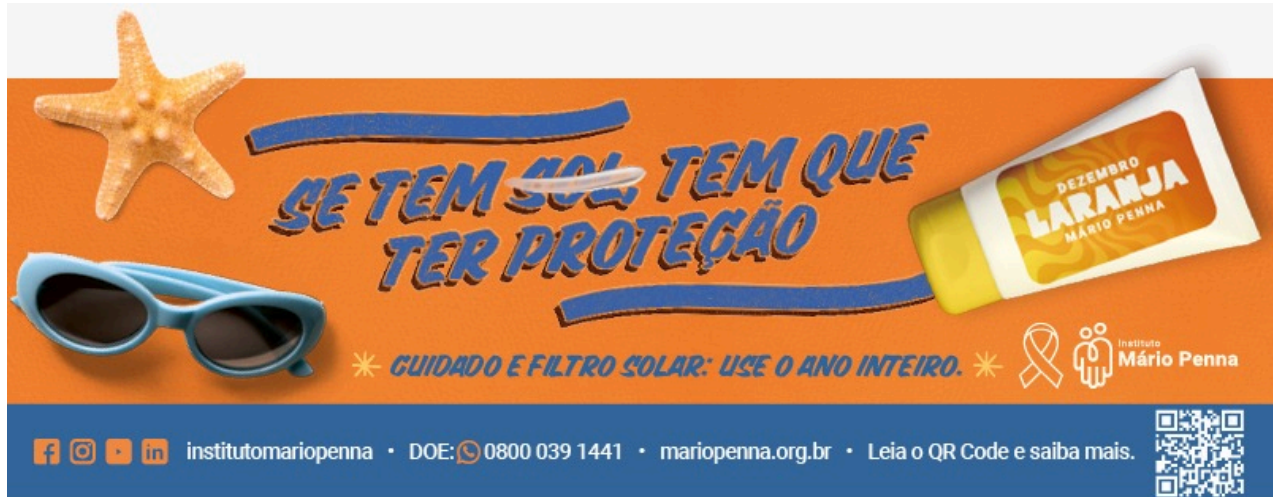 SE TEM SOL, TEM QUE
TER PROTEÇÃO
DEZEMBRO
LARANJA
MÁRIO PENNA
CUIDADO E FILTRO SOLAR: USE O ANO INTEIRO.
Instituto
Mário Penna
institutomariopenna • DOE: 0800 039 1441 • mariopenna.org.br • Leia o QR Code e saiba mais.